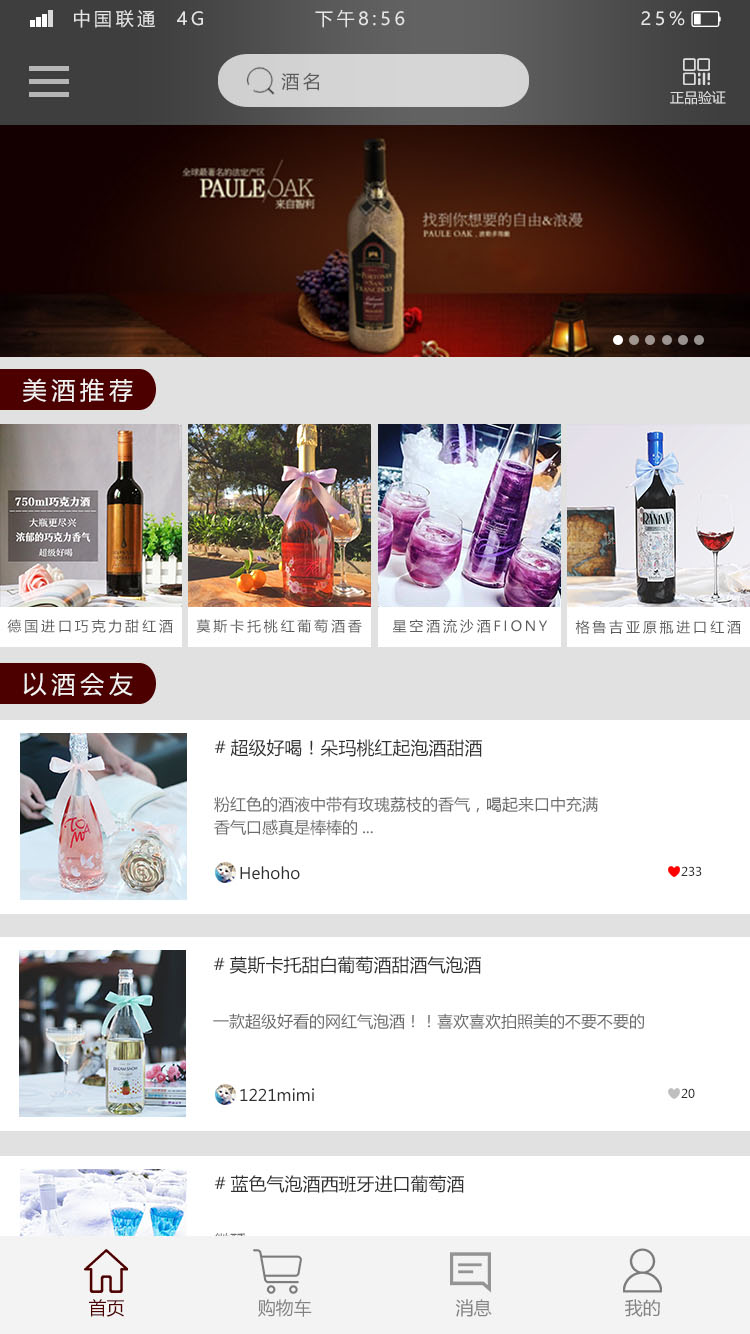 中国联通 4G 下午8:56 25%
酒名
正品验证
全球最著名的法定产区
PAULE OAK
来自智利
找到你想要的自由&浪漫
PAULE OAK
美酒推荐
750ml巧克力酒
大瓶更尽兴
浓郁的巧克力香气
超级好喝
德国进口巧克力甜红酒
莫斯卡托桃红葡萄酒香
星空酒流沙酒FIONY
格鲁吉亚原瓶进口红酒
以酒会友
# 超级好喝！朵玛桃红起泡酒甜酒
粉红色的酒液中带有玫瑰荔枝的香气，喝起来口中充满
香气口感真是棒棒的 ...
Hehoho
233
# 莫斯卡托甜白葡萄酒甜酒气泡酒
一款超级好看的网红气泡酒！！喜欢喜欢拍照美的不要不要的
1221mimi
20
# 蓝色气泡酒西班牙进口葡萄酒
首页
购物车
消息
我的